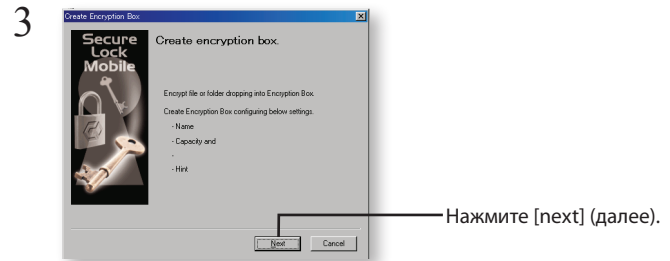 3
Create Encryption Box
Secure
Lock
Mobile
Create encryption box.
Encrypt file or folder dropping into Encryption Box.
Create Encryption Box configuring below settings.
- Name
- Capacity and
-
- Hint
Нажмите [next] (далее).
Next
Cancel